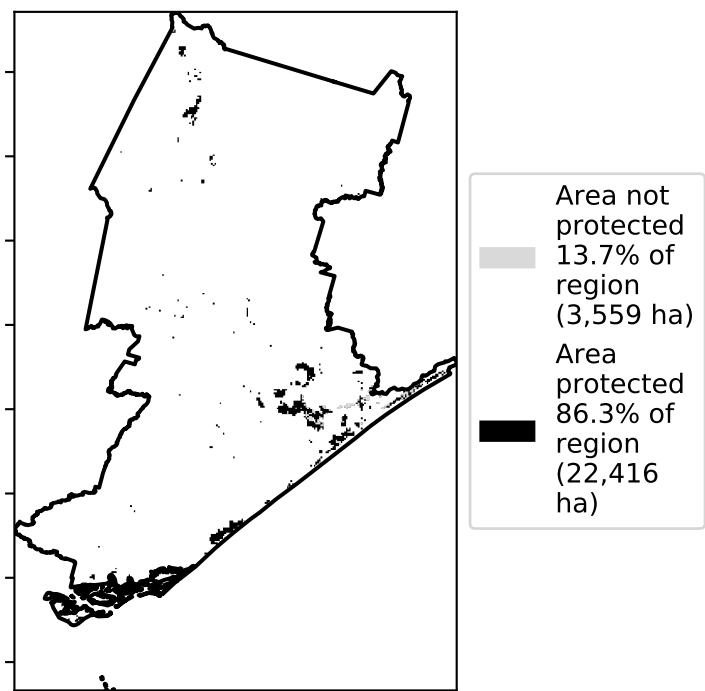 Area not
protected
13.7% of
region
(3,559 ha)
Area
protected
86.3% of
region
(22,416
ha)